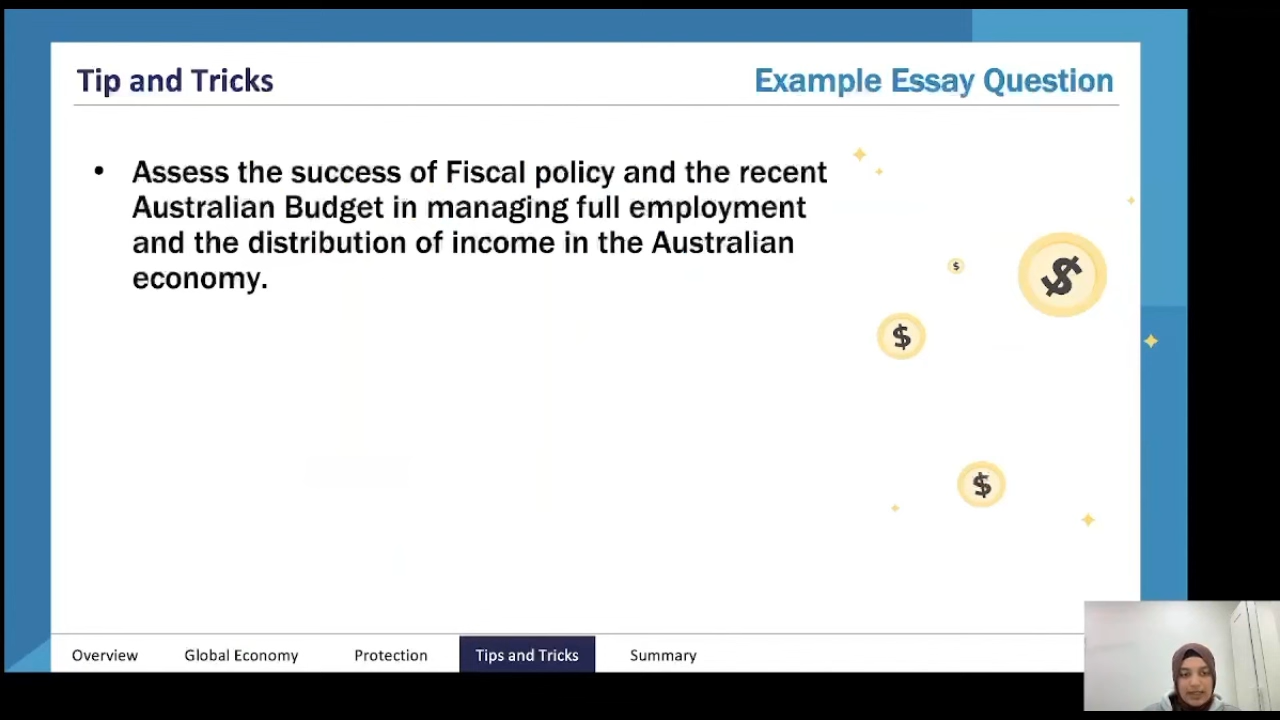 Tip and Tricks
Example Essay Question
• Assess the success of Fiscal policy and the recent
Australian Budget in managing full employment
and the distribution of income in the Australian
economy.
$
$
$
$
Overview
Global Economy
Protection
Tips and Tricks
Summary